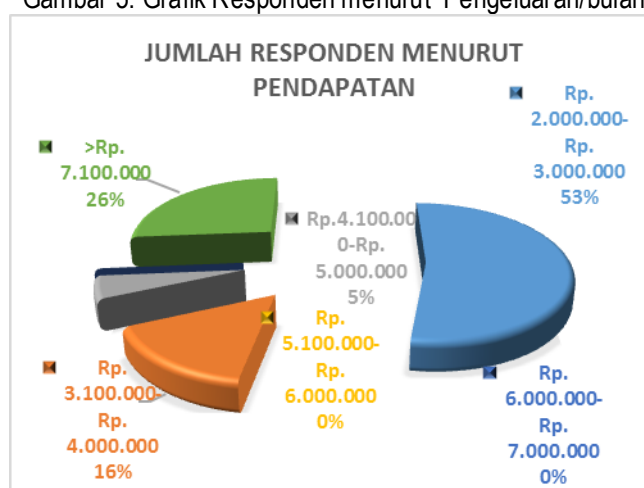 Gambar 5. Grafik Responden menurut Pengeluaran/bulan
JUMLAH RESPONDEN MENURUT
PENDAPATAN
Rp.
2.000.000-
Rp.
3.000.000
53%
>Rp.
7.100.000
26%
Rp.4.100.00
0-Rp.
5.000.000
5%
Rp.
5.100.000-
Rp.
6.000.000
0%
Rp.
3.100.000-
Rp.
4.000.000
16%
Rp.
6.000.000-
Rp.
7.000.000
0%